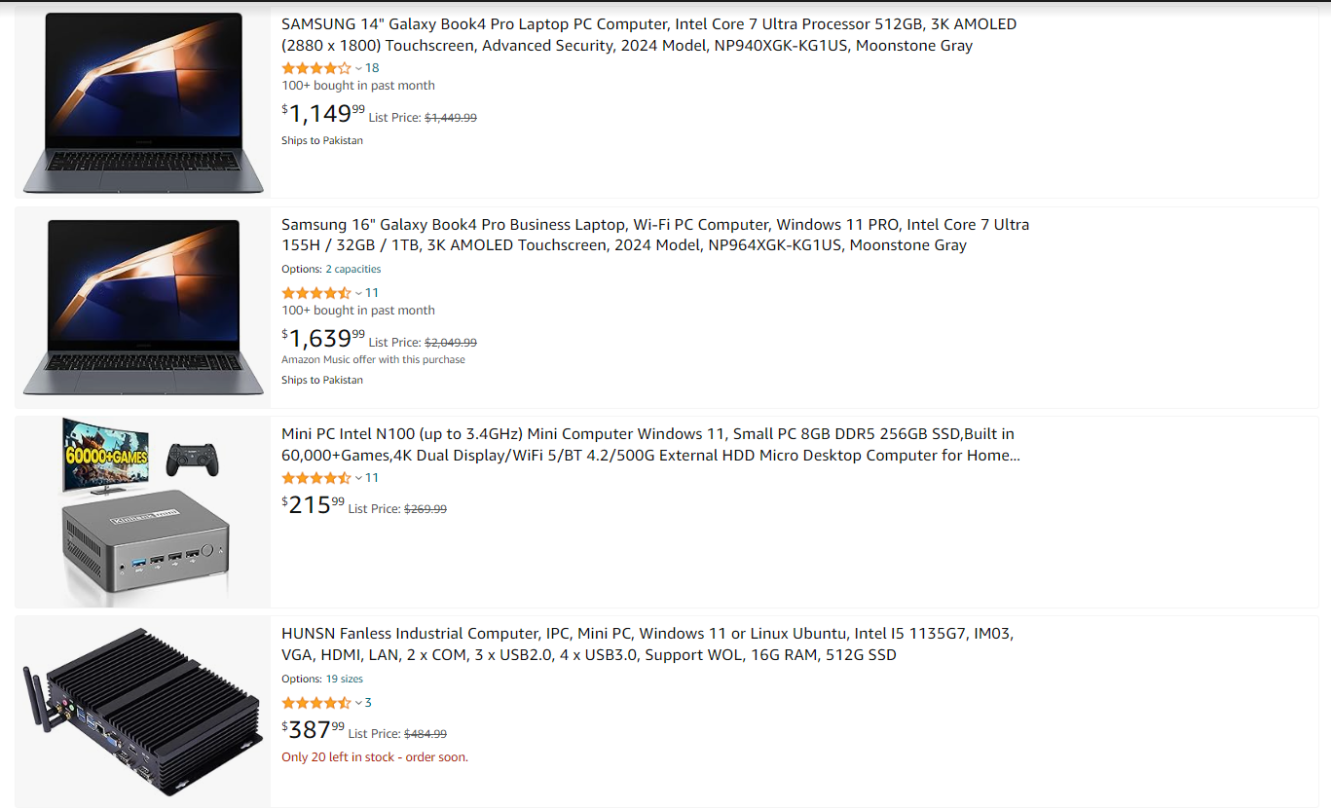 SAMSUNG 14" Galaxy Book4 Pro Laptop PC Computer, Intel Core 7 Ultra Processor 512GB, 3K AMOLED
(2880 x 1800) Touchscreen, Advanced Security, 2024 Model, NP940XGK-KG1US, Moonstone Gray
18
100+ bought in past month
$1,14999 List Price: $1,449.99
Ships to Pakistan
Samsung 16" Galaxy Book4 Pro Business Laptop, Wi-Fi PC Computer, Windows 11 PRO, Intel Core 7 Ultra
155H / 32GB / 1TB, 3K AMOLED Touchscreen, 2024 Model, NP964XGK-KG1US, Moonstone Gray
Options: 2 capacities
11
100+ bought in past month
$1,63999 List Price: $2,049.99
Amazon Music offer with this purchase
Ships to Pakistan
60000+GAMES
Mini PC Intel N100 (up to 3.4GHz) Mini Computer Windows 11, Small PC 8GB DDR5 256GB SSD,Built in
60,000+Games,4K Dual Display/WiFi 5/BT 4.2/500G External HDD Micro Desktop Computer for Home...
11
$21599 List Price: $269.99
HUNSN Fanless Industrial Computer, IPC, Mini PC, Windows 11 or Linux Ubuntu, Intel I5 1135G7, IM03,
VGA, HDMI, LAN, 2 x COM, 3 x USB2.0, 4 x USB3.0, Support WOL, 16G RAM, 512G SSD
Options: 19 sizes
3
$38799 List Price: $484.99
Only 20 left in stock - order soon.